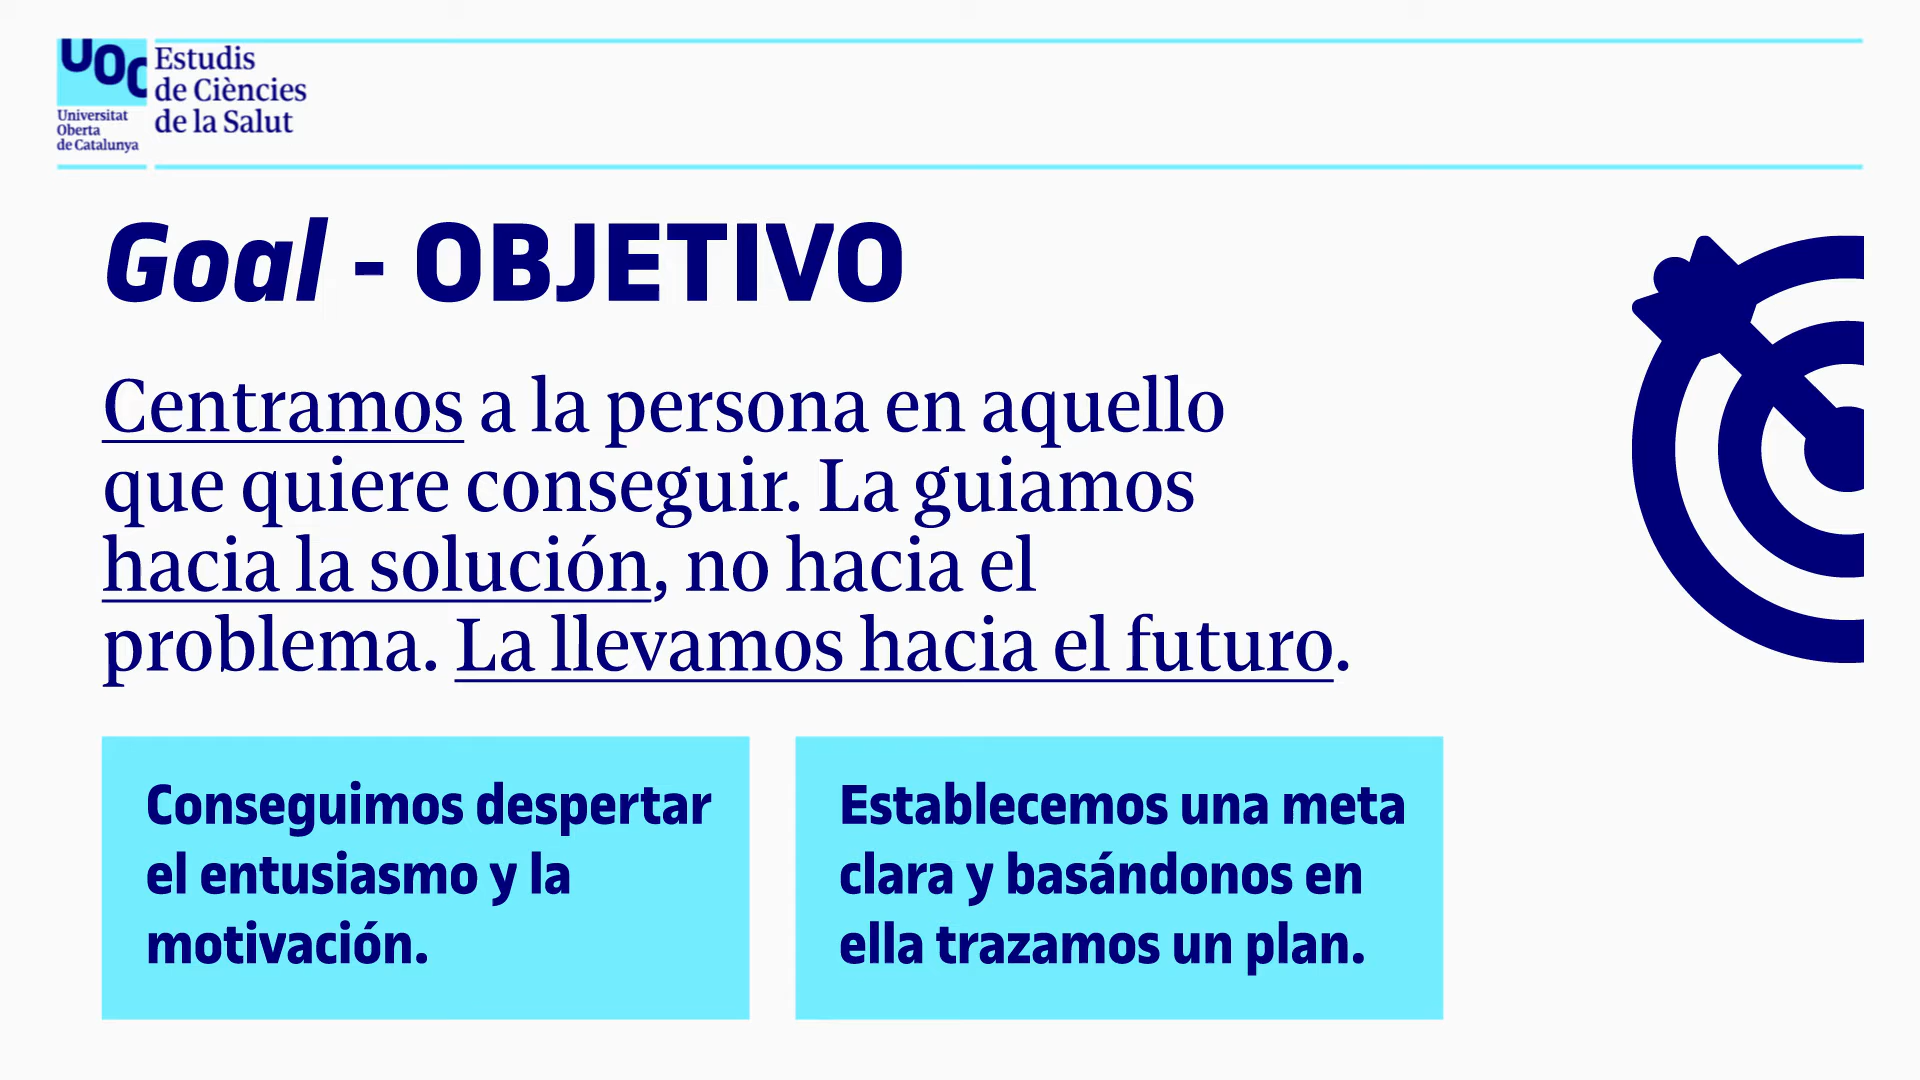 UOC
Universitat
Oberta
de Catalunya
Estudis
de Ciències
de la Salut
Goal - OBJETIVO
Centramos a la persona en aquello
que quiere conseguir. La guiamos
hacia la solución, no hacia el
problema. La llevamos hacia el futuro.
Conseguimos despertar
el entusiasmo y la
motivación.
Establecemos una meta
clara y basándonos en
ella trazamos un plan.